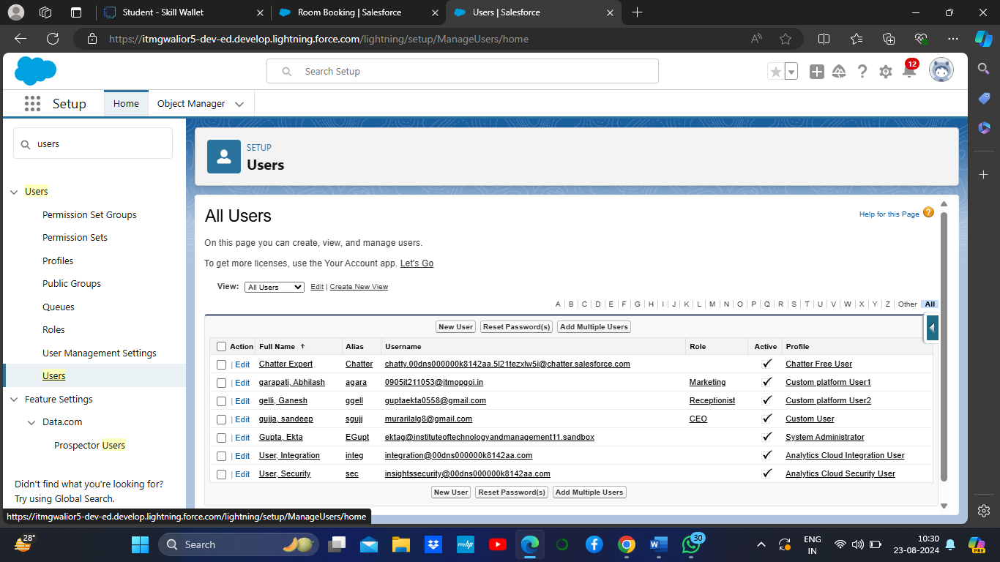 Student - Skill Wallet
Room Booking | Salesforce
Users | Salesforce
https://itmgwalior5-dev-ed.develop.lightning.force.com/lightning/setup/ManageUsers/home
Search Setup
12
Setup
Home
Object Manager
users
Users
Permission Set Groups
Permission Sets
Profiles
Public Groups
Queues
Roles
User Management Settings
Users
Feature Settings
Data.com
Prospector Users
Didn't find what you're looking for?
Try using Global Search.
SETUP
Users
All Users
Help for this Page ?
On this page you can create, view, and manage users.
To get more licenses, use the Your Account app. Let's Go
View: All Users Edit | Create New View
A | B | C | D | E | F | G | H | I | J | K | L | M | N | O | P | Q | R | S | T | U | V | W | X | Y | Z | Other | All
New User Reset Password(s) Add Multiple Users
Action Full Name ↑ Alias Username Role Active Profile
| Edit Chatter Expert Chatter chatty.00dns000000k8142aa.5l21tezxlw5i@chatter.salesforce.com ✓ Chatter Free User
| Edit garapati, Abhilash agara 0905it211053@itmopgoi.in Marketing ✓ Custom platform User1
| Edit gelli, Ganesh ggell guptaekta0558@gmail.com Receptionist ✓ Custom platform User2
| Edit gujja, sandeep sgujj murarilalg8@gmail.com CEO ✓ Custom User
| Edit Gupta, Ekta EGupt ektag@instituteoftechnologyandmanagement11.sandbox ✓ System Administrator
| Edit User, Integration integ integration@00dns000000k8142aa.com ✓ Analytics Cloud Integration User
| Edit User, Security sec insightssecurity@00dns000000k8142aa.com ✓ Analytics Cloud Security User
New User Reset Password(s) Add Multiple Users
https://itmgwalior5-dev-ed.develop.lightning.force.com/lightning/setup/ManageUsers/home
28°
Search
myhp
W
30
ENG
IN
10:30
23-08-2024
PRE